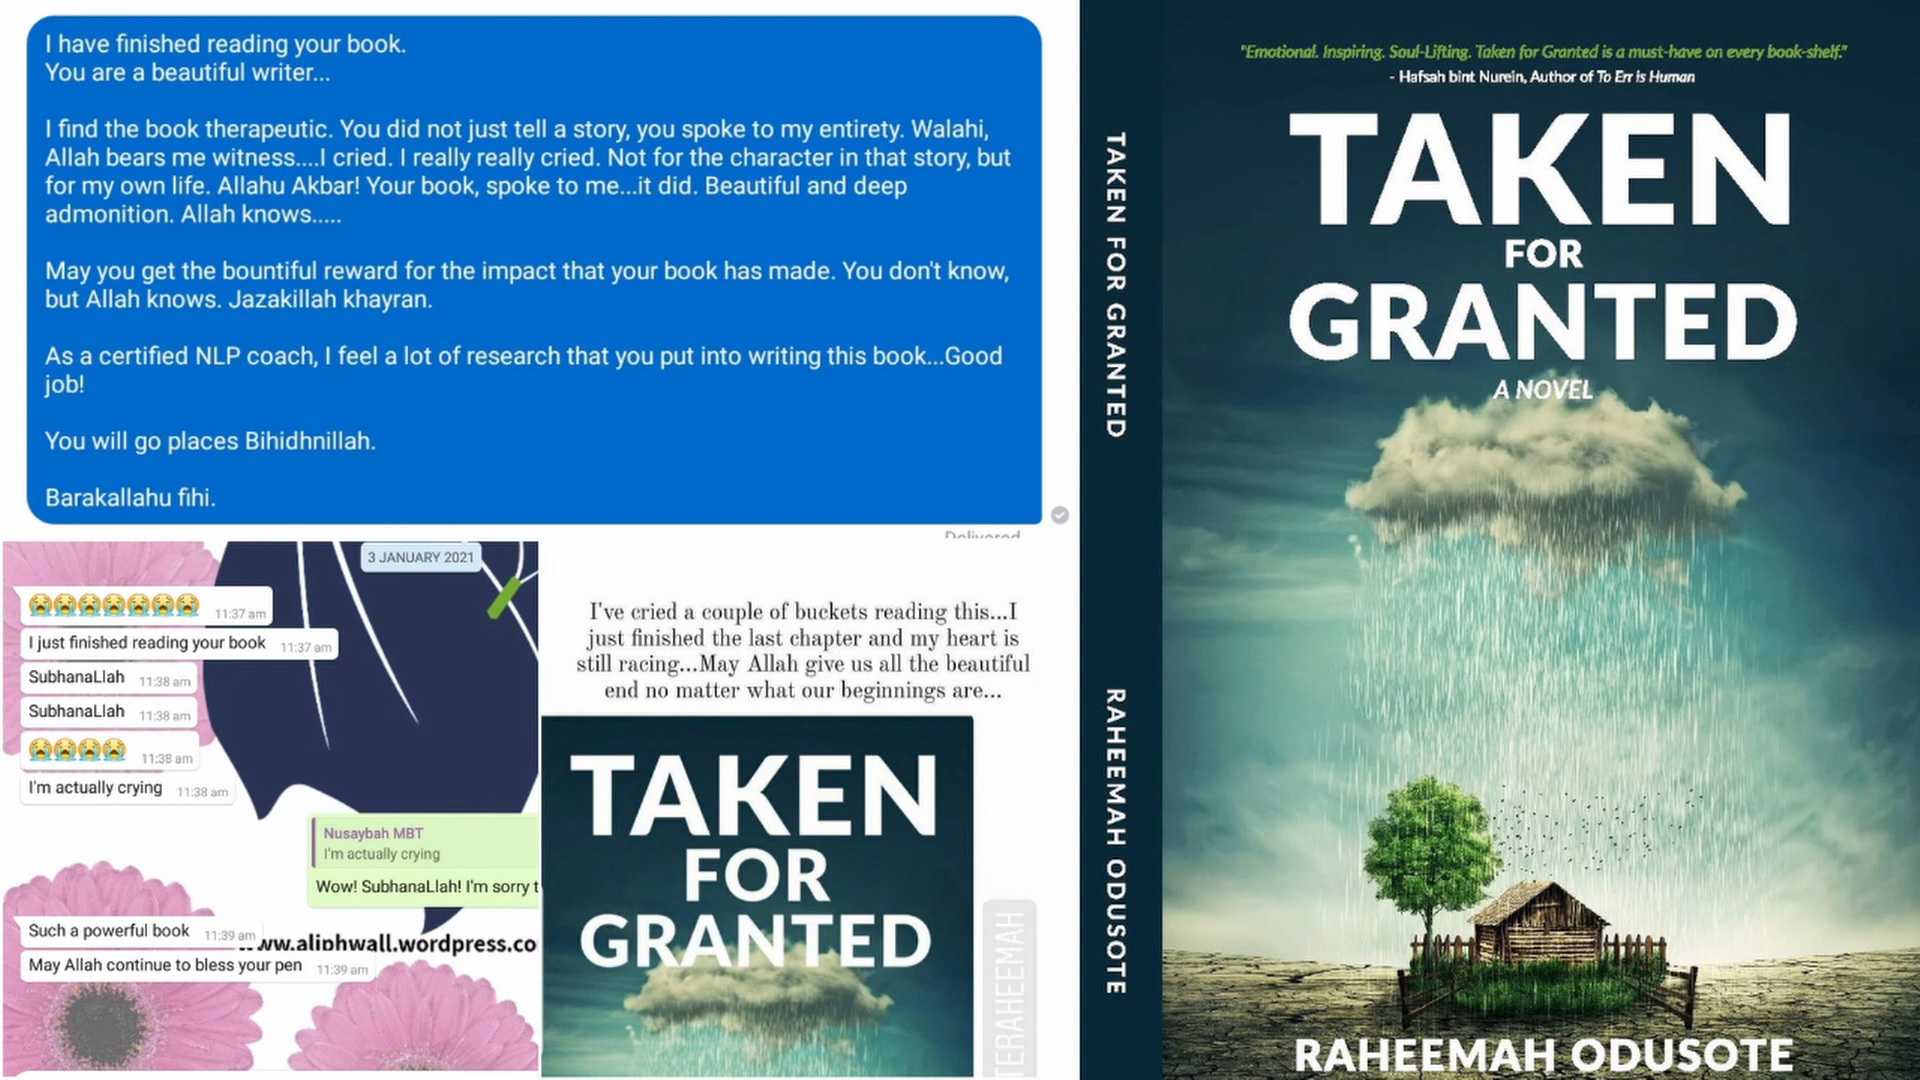 I have finished reading your book.
You are a beautiful writer...
I find the book therapeutic. You did not just tell a story, you spoke to my entirety. Walahi,
Allah bears me witness....I cried. I really really cried. Not for the character in that story, but
for my own life. Allahu Akbar! Your book, spoke to me...it did. Beautiful and deep
admonition. Allah knows.....
May you get the bountiful reward for the impact that your book has made. You don't know,
but Allah knows. Jazakillah khayran.
As a certified NLP coach, I feel a lot of research that you put into writing this book...Good
job!
You will go places Bihidhnillah.
Barakallahu fihi.
Delivered
3 JANUARY 2021
😭😭😭😭😭😭😭 11:37 am
I just finished reading your book 11:37 am
SubhanaLlah 11:38 am
SubhanaLlah 11:38 am
😭😭😭😭 11:38 am
I'm actually crying 11:38 am
Nusaybah MBT
I'm actually crying
Wow! SubhanaLlah! I'm sorry t
Such a powerful book 11:39 am
www.aliphwall.wordpress.co
May Allah continue to bless your pen 11:39 am
I've cried a couple of buckets reading this...I
just finished the last chapter and my heart is
still racing...May Allah give us all the beautiful
end no matter what our beginnings are...
TAKEN
FOR
GRANTED
TERAHEEMAH
TAKEN FOR GRANTED
RAHEEMAH ODUSOTE
"Emotional. Inspiring. Soul-Lifting. Taken for Granted is a must-have on every book-shelf."
- Hafsah bint Nurein, Author of To Err is Human
TAKEN
FOR
GRANTED
A NOVEL
RAHEEMAH ODUSOTE